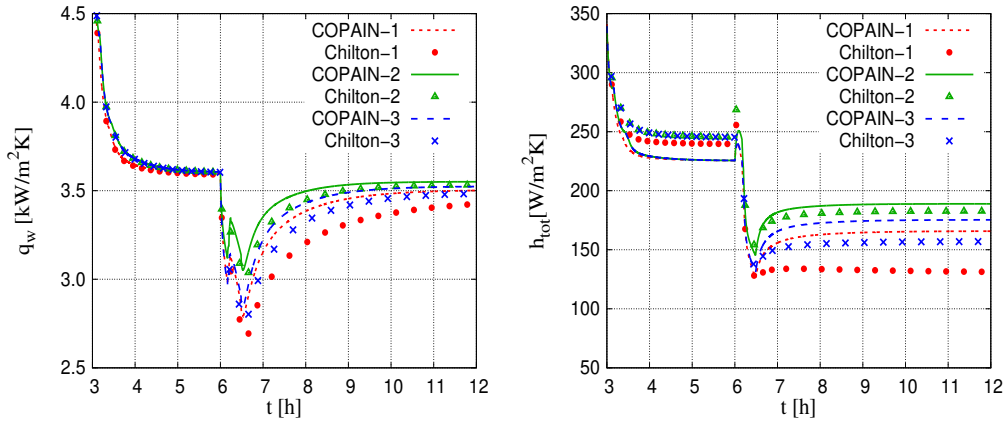 4.5
4.0
3.5
3.0
2.5
q_w [kW/m²K]
3 4 5 6 7 8 9 10 11 12
t [h]
COPAIN−1
Chilton−1
COPAIN−2
Chilton−2
COPAIN−3
Chilton−3
350
300
250
200
150
100
50
h_tot[W/m²K]
3 4 5 6 7 8 9 10 11 12
t [h]
COPAIN−1
Chilton−1
COPAIN−2
Chilton−2
COPAIN−3
Chilton−3